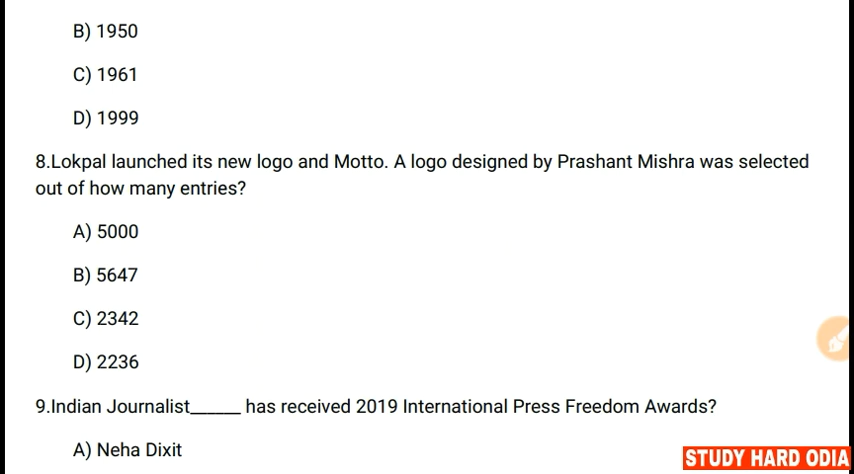 B) 1950
C) 1961
D) 1999
8.Lokpal launched its new logo and Motto. A logo designed by Prashant Mishra was selected
out of how many entries?
A) 5000
B) 5647
C) 2342
D) 2236
9.Indian Journalist______ has received 2019 International Press Freedom Awards?
A) Neha Dixit
STUDY HARD ODIA